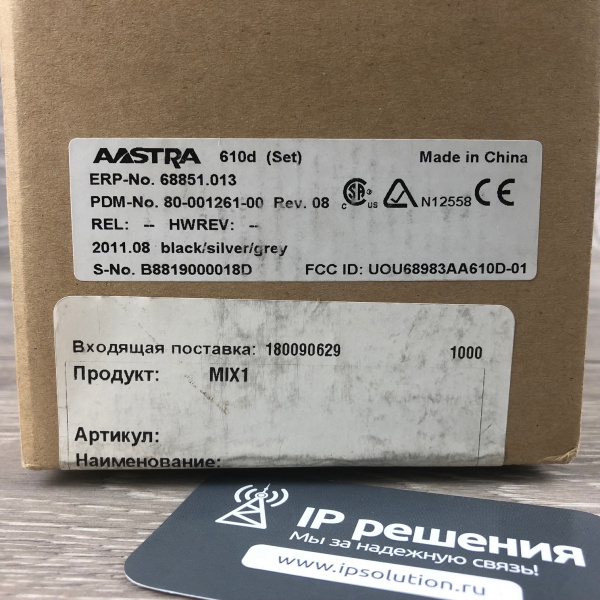 AASTRA 610d (Set) Made in China
ERP-No. 68851.013
PDM-No. 80-001261-00 Rev. 08 C US N12558 CE
REL: -- HWREV: --
2011.08 black/silver/grey
S-No. B8819000018D FCC ID: UOU68983AA610D-01
Входящая поставка: 180090629 1000
Продукт: MIX1
Артикул:
Наименование:
IP решения
Мы за надежную связь!
www.ipsolution.ru